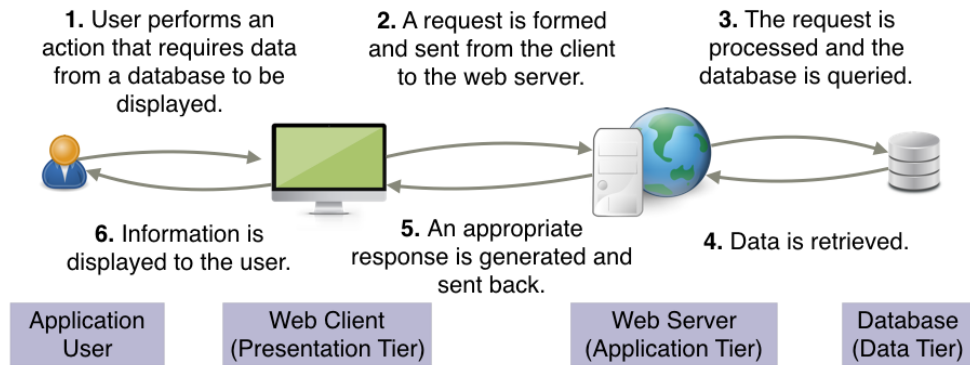 1. User performs an
action that requires data
from a database to be
displayed.
2. A request is formed
and sent from the client
to the web server.
3. The request is
processed and the
database is queried.
6. Information is
displayed to the user.
5. An appropriate
response is generated and
sent back.
4. Data is retrieved.
Application
User
Web Client
(Presentation Tier)
Web Server
(Application Tier)
Database
(Data Tier)